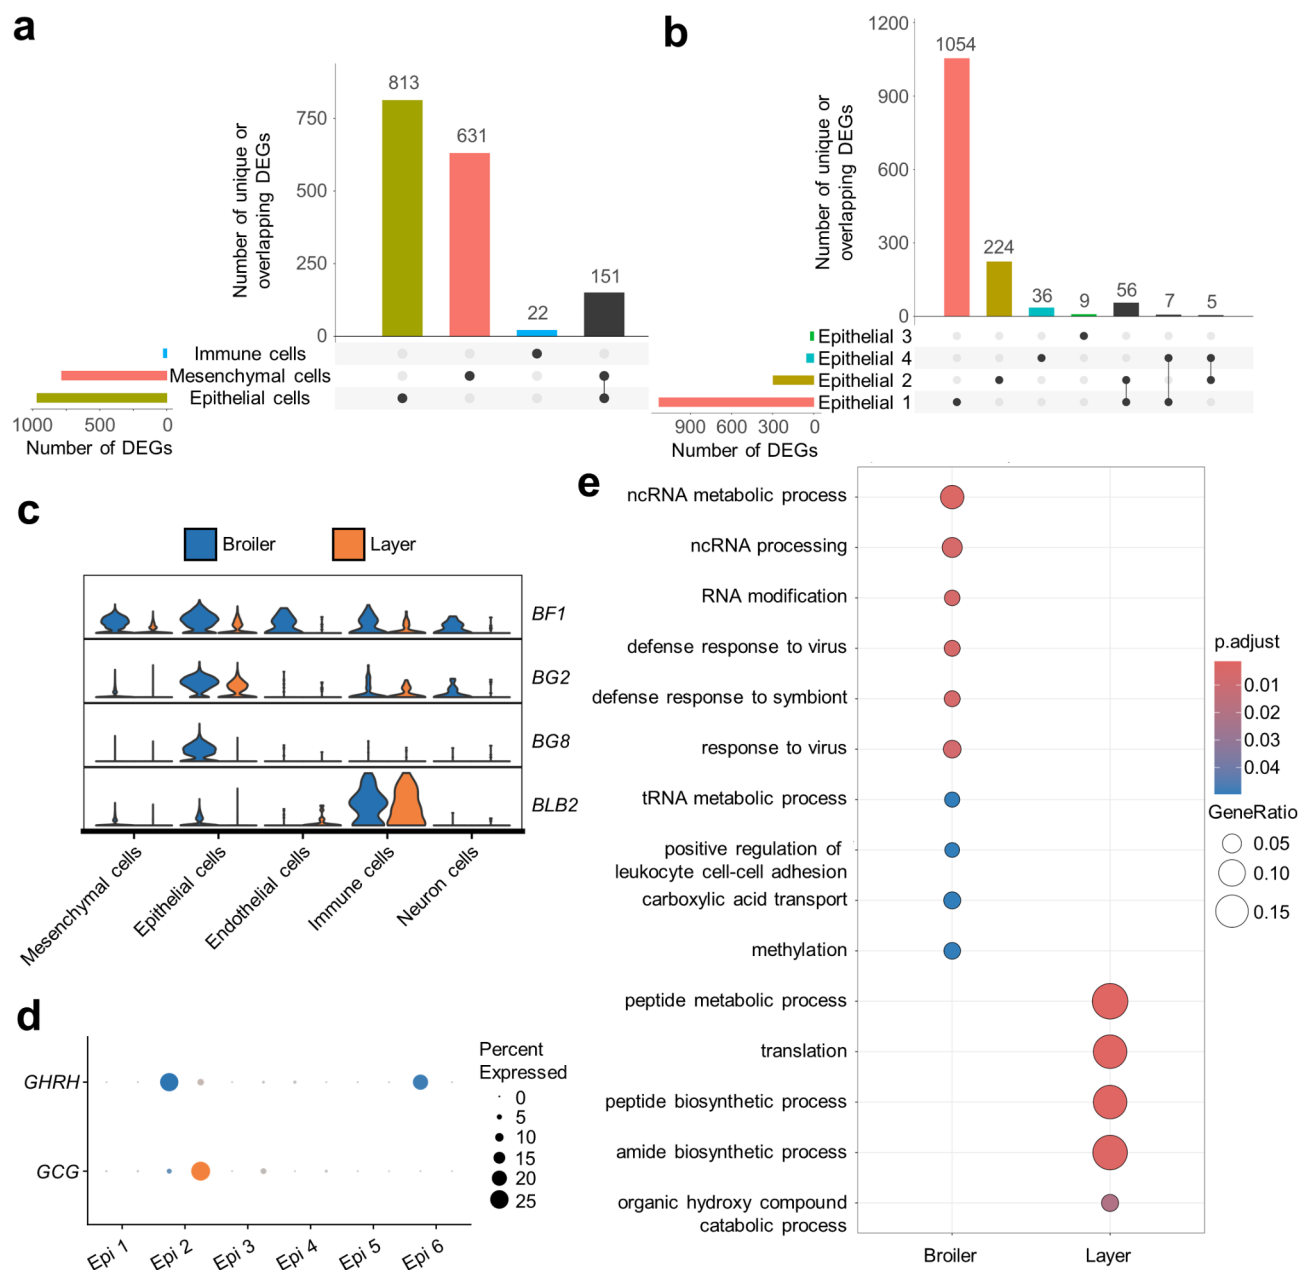 a
Number of unique or
overlapping DEGs
750
500
250
0
813
631
22
151
Immune cells
Mesenchymal cells
Epithelial cells
1000
500
0
Number of DEGs
b
Number of unique or
overlapping DEGs
1200
900
600
300
0
1054
224
36
9
56
7
5
Epithelial 3
Epithelial 4
Epithelial 2
Epithelial 1
900
600
300
0
Number of DEGs
c
Broiler
Layer
BF1
BG2
BG8
BLB2
Mesenchymal cells
Epithelial cells
Endothelial cells
Immune cells
Neuron cells
d
GHRH
GCG
Epi 1
Epi 2
Epi 3
Epi 4
Epi 5
Epi 6
Percent
Expressed
0
5
10
15
20
25
e
ncRNA metabolic process
ncRNA processing
RNA modification
defense response to virus
defense response to symbiont
response to virus
tRNA metabolic process
positive regulation of
leukocyte cell-cell adhesion
carboxylic acid transport
methylation
peptide metabolic process
translation
peptide biosynthetic process
amide biosynthetic process
organic hydroxy compound
catabolic process
Broiler
Layer
p.adjust
0.01
0.02
0.03
0.04
GeneRatio
0.05
0.10
0.15